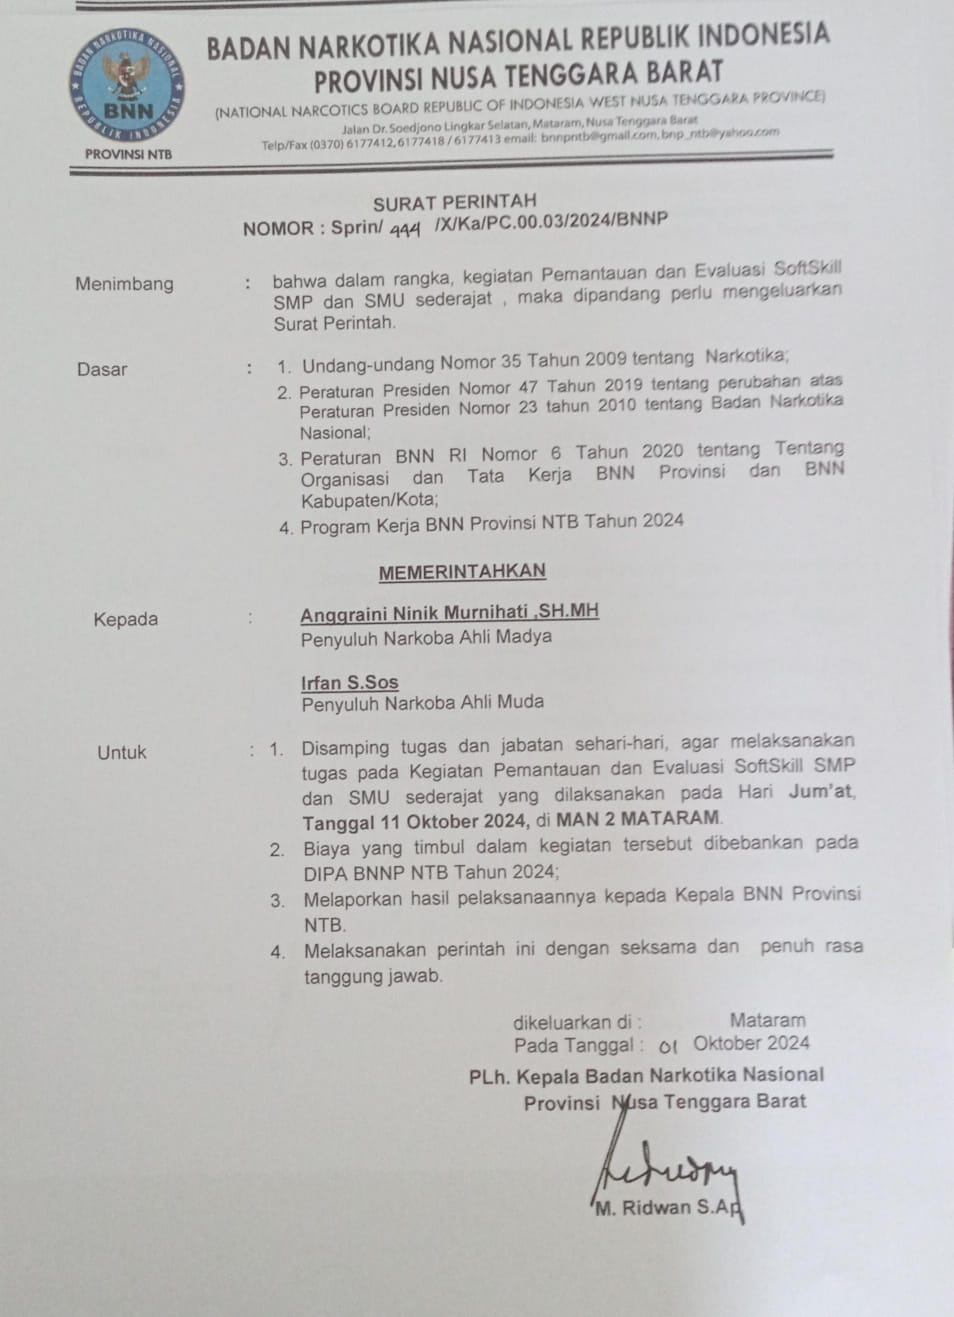 BADAN NARKOTIKA NASIONAL
REPUBLIK INDONESIA
BNN
PROVINSI NTB
BADAN NARKOTIKA NASIONAL REPUBLIK INDONESIA
PROVINSI NUSA TENGGARA BARAT
(NATIONAL NARCOTICS BOARD REPUBLIC OF INDONESIA WEST NUSA TENGGARA PROVINCE)
Jalan Dr. Soedjono Lingkar Selatan, Mataram, Nusa Tenggara Barat
Telp/Fax (0370) 6177412, 6177418 / 6177413 email: bnnpntb@gmail.com, bnp_ntb@yahoo.com
SURAT PERINTAH
NOMOR : Sprin/ 444 /X/Ka/PC.00.03/2024/BNNP
Menimbang : bahwa dalam rangka, kegiatan Pemantauan dan Evaluasi SoftSkill
SMP dan SMU sederajat , maka dipandang perlu mengeluarkan
Surat Perintah.
Dasar : 1. Undang-undang Nomor 35 Tahun 2009 tentang Narkotika;
2. Peraturan Presiden Nomor 47 Tahun 2019 tentang perubahan atas
Peraturan Presiden Nomor 23 tahun 2010 tentang Badan Narkotika
Nasional;
3. Peraturan BNN RI Nomor 6 Tahun 2020 tentang Tentang
Organisasi dan Tata Kerja BNN Provinsi dan BNN
Kabupaten/Kota;
4. Program Kerja BNN Provinsi NTB Tahun 2024
MEMERINTAHKAN
Kepada : Anggraini Ninik Murnihati ,SH.MH
Penyuluh Narkoba Ahli Madya
Irfan S.Sos
Penyuluh Narkoba Ahli Muda
Untuk : 1. Disamping tugas dan jabatan sehari-hari, agar melaksanakan
tugas pada Kegiatan Pemantauan dan Evaluasi SoftSkill SMP
dan SMU sederajat yang dilaksanakan pada Hari Jum'at,
Tanggal 11 Oktober 2024, di MAN 2 MATARAM.
2. Biaya yang timbul dalam kegiatan tersebut dibebankan pada
DIPA BNNP NTB Tahun 2024;
3. Melaporkan hasil pelaksanaannya kepada Kepala BNN Provinsi
NTB.
4. Melaksanakan perintah ini dengan seksama dan penuh rasa
tanggung jawab.
dikeluarkan di : Mataram
Pada Tanggal : 01 Oktober 2024
PLh. Kepala Badan Narkotika Nasional
Provinsi Nusa Tenggara Barat
M. Ridwan S.Ap